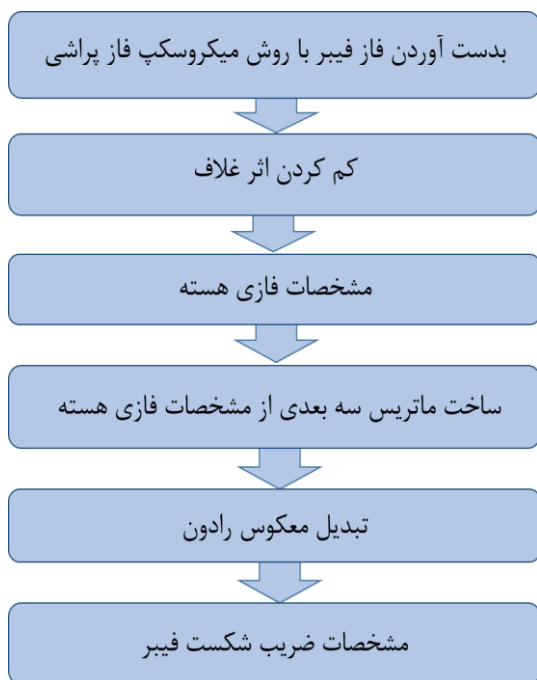 بدست آوردن فاز فیبر با روش میکروسکپ فاز پراشی
کم کردن اثر غلاف
مشخصات فازی هسته
ساخت ماتریس سه بعدی از مشخصات فازی هسته
تبدیل معکوس رادون
مشخصات ضریب شکست فیبر